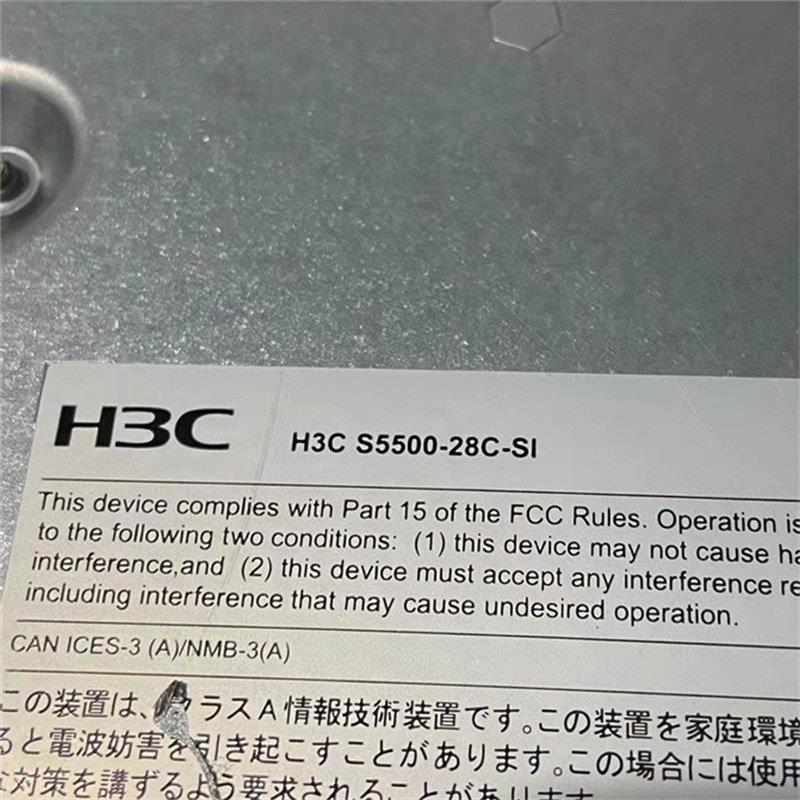 H3C
H3C S5500-28C-SI
This device complies with Part 15 of the FCC Rules. Operation is
to the following two conditions: (1) this device may not cause ha
interference,and (2) this device must accept any interference re
including interference that may cause undesired operation.
CAN ICES-3 (A)/NMB-3(A)
この装置は、クラスA情報技術装置です。この装置を家庭環境
ると電波妨害を引き起こすことがあります。この場合には使用
な対策を講ずるよう要求されることがあります